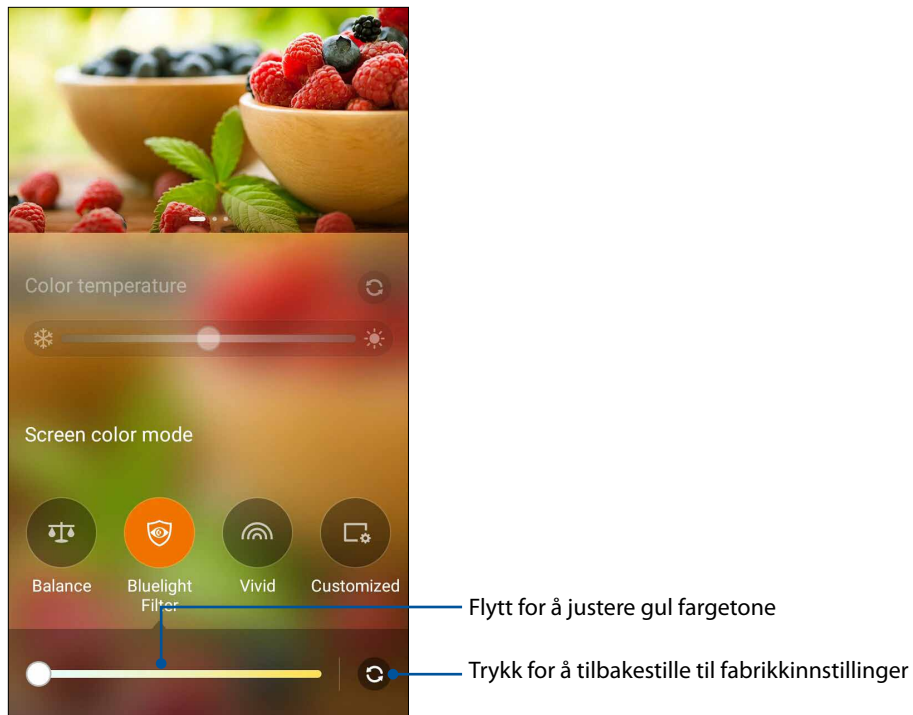 Color temperature
Screen color mode
Balance
Bluelight
Filter
Vivid
Customized
Flytt for å justere gul fargetone
Trykk for å tilbakestille til fabrikkinnstillinger